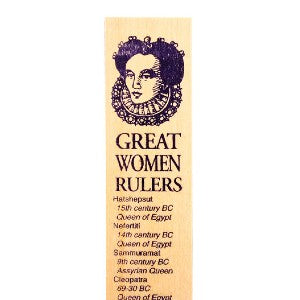 GREAT
WOMEN
RULERS
Hatshepsut
15th century BC
Queen of Egypt
Nefertiti
14th century BC
Queen of Egypt
Sammuramat
9th century BC
Assyrian Queen
Cleopatra
69-30 BC
Queen of Egypt